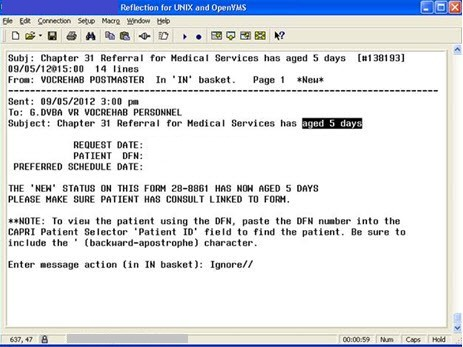 Reflection for UNIX and OpenVMS
File Edit Connection Setup Macro Window Help
Subj: Chapter 31 Referral for Medical Services has aged 5 days [#138193]
09/05/12@15:00 14 lines
From: VOCREHAB POSTMASTER In 'IN' basket. Page 1 *New*
Sent: 09/05/2012 3:00 pm
To: G.DVBA VR VOCREHAB PERSONNEL
Subject: Chapter 31 Referral for Medical Services has aged 5 days
REQUEST DATE:
PATIENT DFN:
PREFERRED SCHEDULE DATE:
THE 'NEW' STATUS ON THIS FORM 28-8861 HAS NOW AGED 5 DAYS
PLEASE MAKE SURE PATIENT HAS CONSULT LINKED TO FORM.
**NOTE: To view the patient using the DFN, paste the DFN number into the
CAPRI Patient Selector 'Patient ID' field to find the patient. Be sure to
include the ' (backward-apostrophe) character.
Enter message action (in IN basket): Ignore//
637, 47 00:00:59 Num Caps Hold